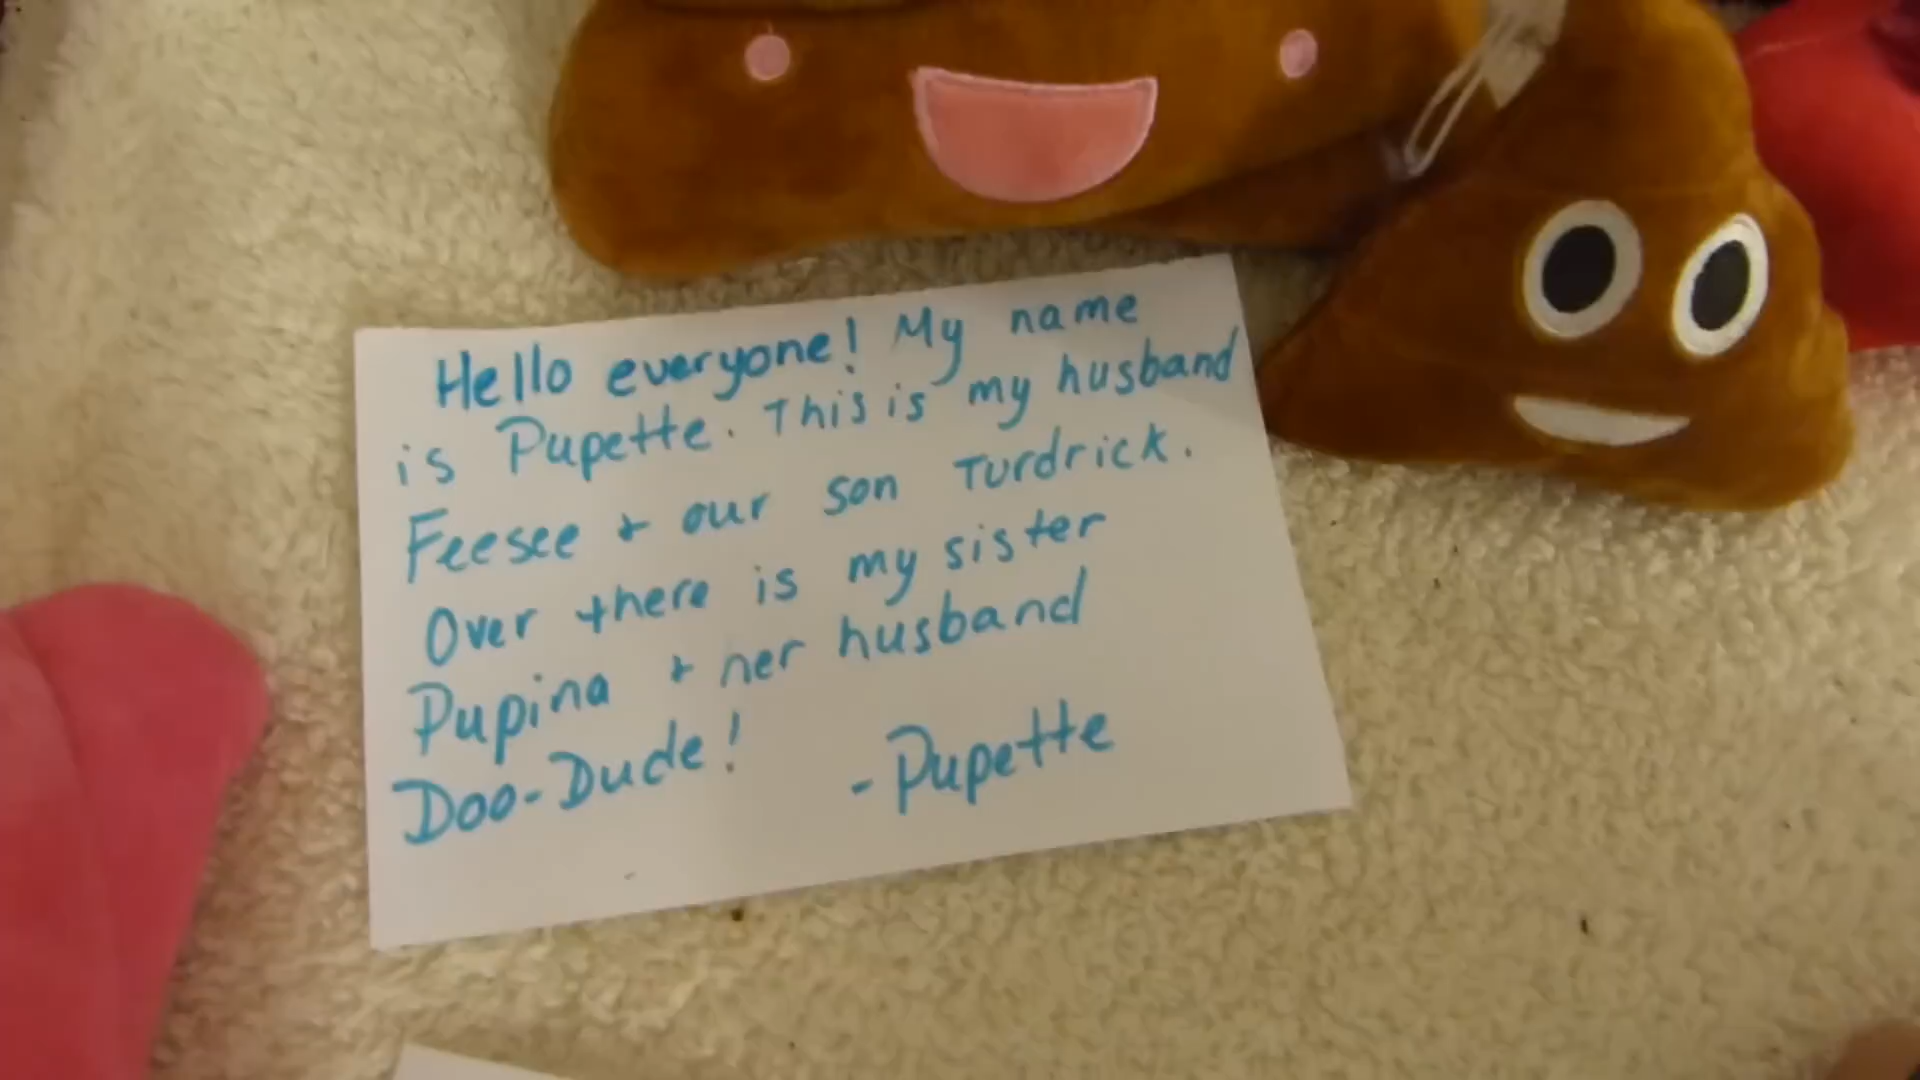 Hello everyone! My name
is Pupette. This is my husband
Feesee + our son Turdrick.
Over there is my sister
Pupina + her husband
Doo-Dude!
-Pupette